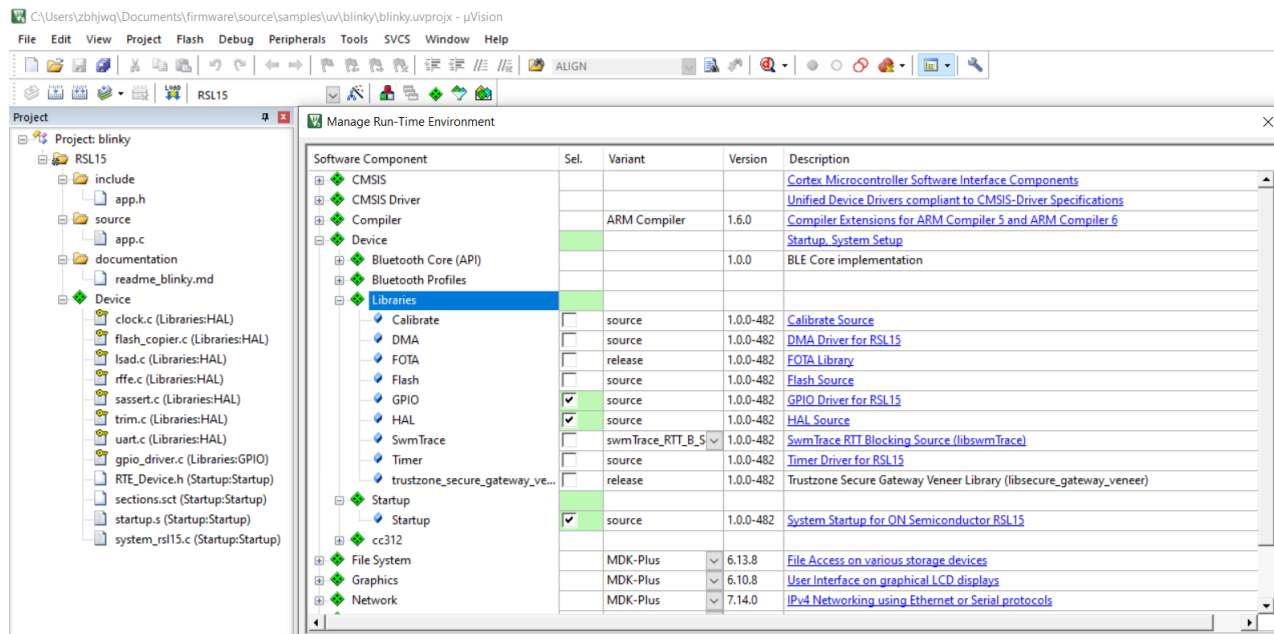 C:\Users\zbhjwq\Documents\firmware\source\samples\uv\blinky\blinky.uvprojx - µVision
File Edit View Project Flash Debug Peripherals Tools SVCS Window Help
ALIGN
LOAD RSL15
Project
Project: blinky
RSL15
include
app.h
source
app.c
documentation
readme_blinky.md
Device
clock.c (Libraries:HAL)
flash_copier.c (Libraries:HAL)
lsad.c (Libraries:HAL)
rffe.c (Libraries:HAL)
sassert.c (Libraries:HAL)
trim.c (Libraries:HAL)
uart.c (Libraries:HAL)
gpio_driver.c (Libraries:GPIO)
RTE_Device.h (Startup:Startup)
sections.sct (Startup:Startup)
startup.s (Startup:Startup)
system_rsl15.c (Startup:Startup)
Manage Run-Time Environment
Software Component Sel. Variant Version Description
CMSIS Cortex Microcontroller Software Interface Components
CMSIS Driver Unified Device Drivers compliant to CMSIS-Driver Specifications
Compiler ARM Compiler 1.6.0 Compiler Extensions for ARM Compiler 5 and ARM Compiler 6
Device Startup, System Setup
Bluetooth Core (API) 1.0.0 BLE Core implementation
Bluetooth Profiles
Libraries
Calibrate source 1.0.0-482 Calibrate Source
DMA source 1.0.0-482 DMA Driver for RSL15
FOTA release 1.0.0-482 FOTA Library
Flash source 1.0.0-482 Flash Source
GPIO source 1.0.0-482 GPIO Driver for RSL15
HAL source 1.0.0-482 HAL Source
SwmTrace swmTrace_RTT_B_S 1.0.0-482 SwmTrace RTT Blocking Source (libswmTrace)
Timer source 1.0.0-482 Timer Driver for RSL15
trustzone_secure_gateway_ve... release 1.0.0-482 Trustzone Secure Gateway Veneer Library (libsecure_gateway_veneer)
Startup
Startup source 1.0.0-482 System Startup for ON Semiconductor RSL15
cc312
File System MDK-Plus 6.13.8 File Access on various storage devices
Graphics MDK-Plus 6.10.8 User Interface on graphical LCD displays
Network MDK-Plus 7.14.0 IPv4 Networking using Ethernet or Serial protocols